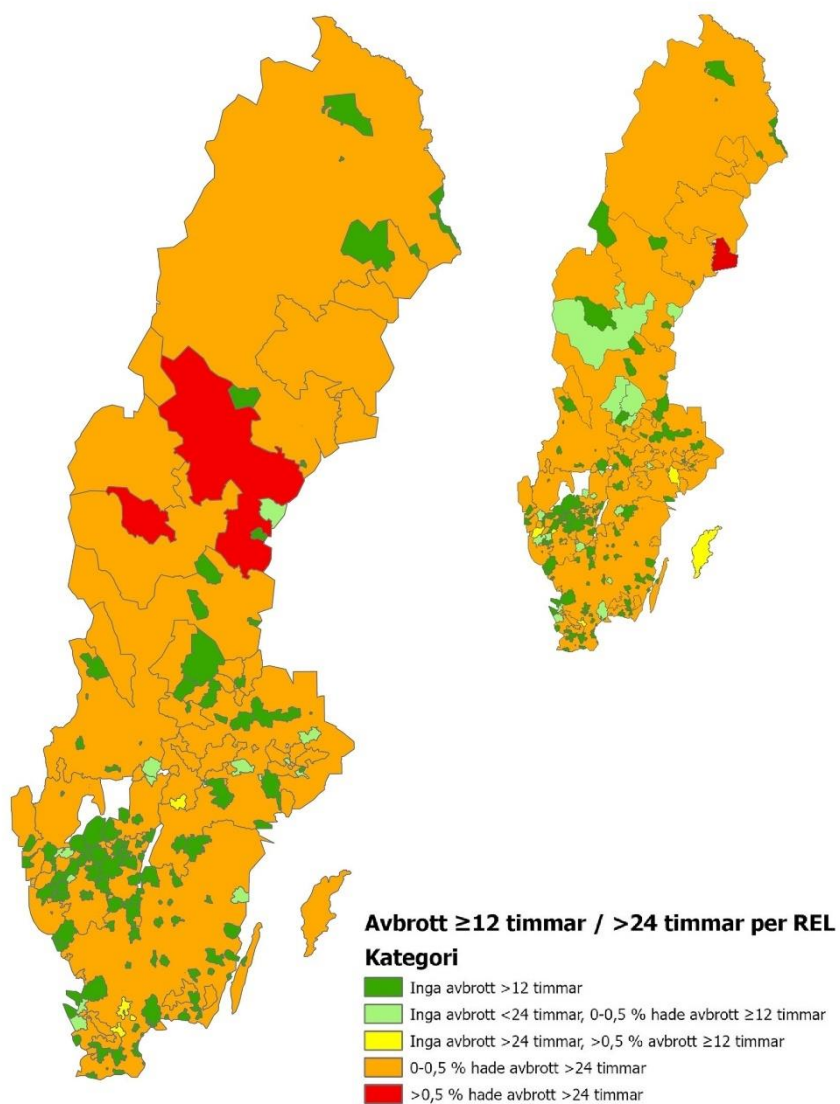 Avbrott ≥12 timmar / >24 timmar per REL
Kategori
Inga avbrott >12 timmar
Inga avbrott <24 timmar, 0-0,5 % hade avbrott ≥12 timmar
Inga avbrott >24 timmar, >0,5 % avbrott ≥12 timmar
0-0,5 % hade avbrott >24 timmar
>0,5 % hade avbrott >24 timmar